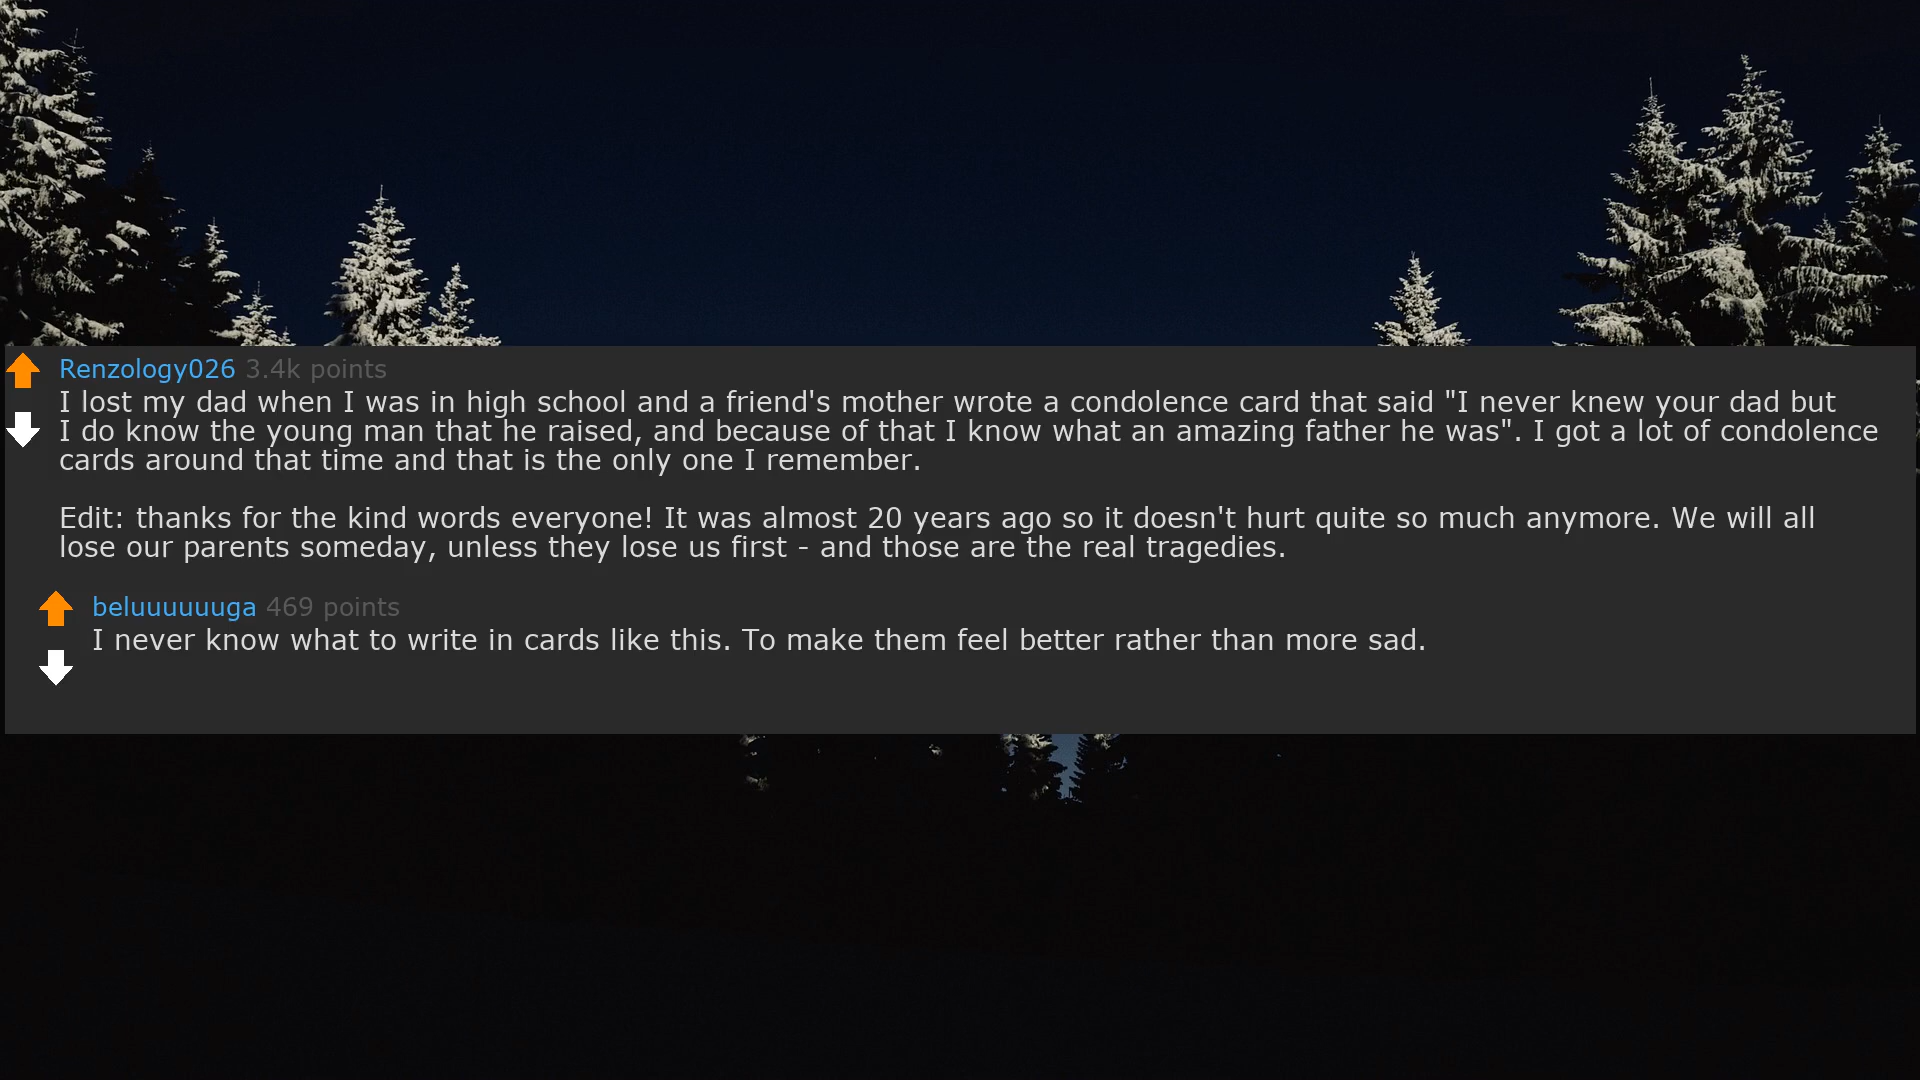 Renzology026 3.4k points
I lost my dad when I was in high school and a friend's mother wrote a condolence card that said "I never knew your dad but
I do know the young man that he raised, and because of that I know what an amazing father he was". I got a lot of condolence
cards around that time and that is the only one I remember.
Edit: thanks for the kind words everyone! It was almost 20 years ago so it doesn't hurt quite so much anymore. We will all
lose our parents someday, unless they lose us first - and those are the real tragedies.
beluuuuuuga 469 points
I never know what to write in cards like this. To make them feel better rather than more sad.